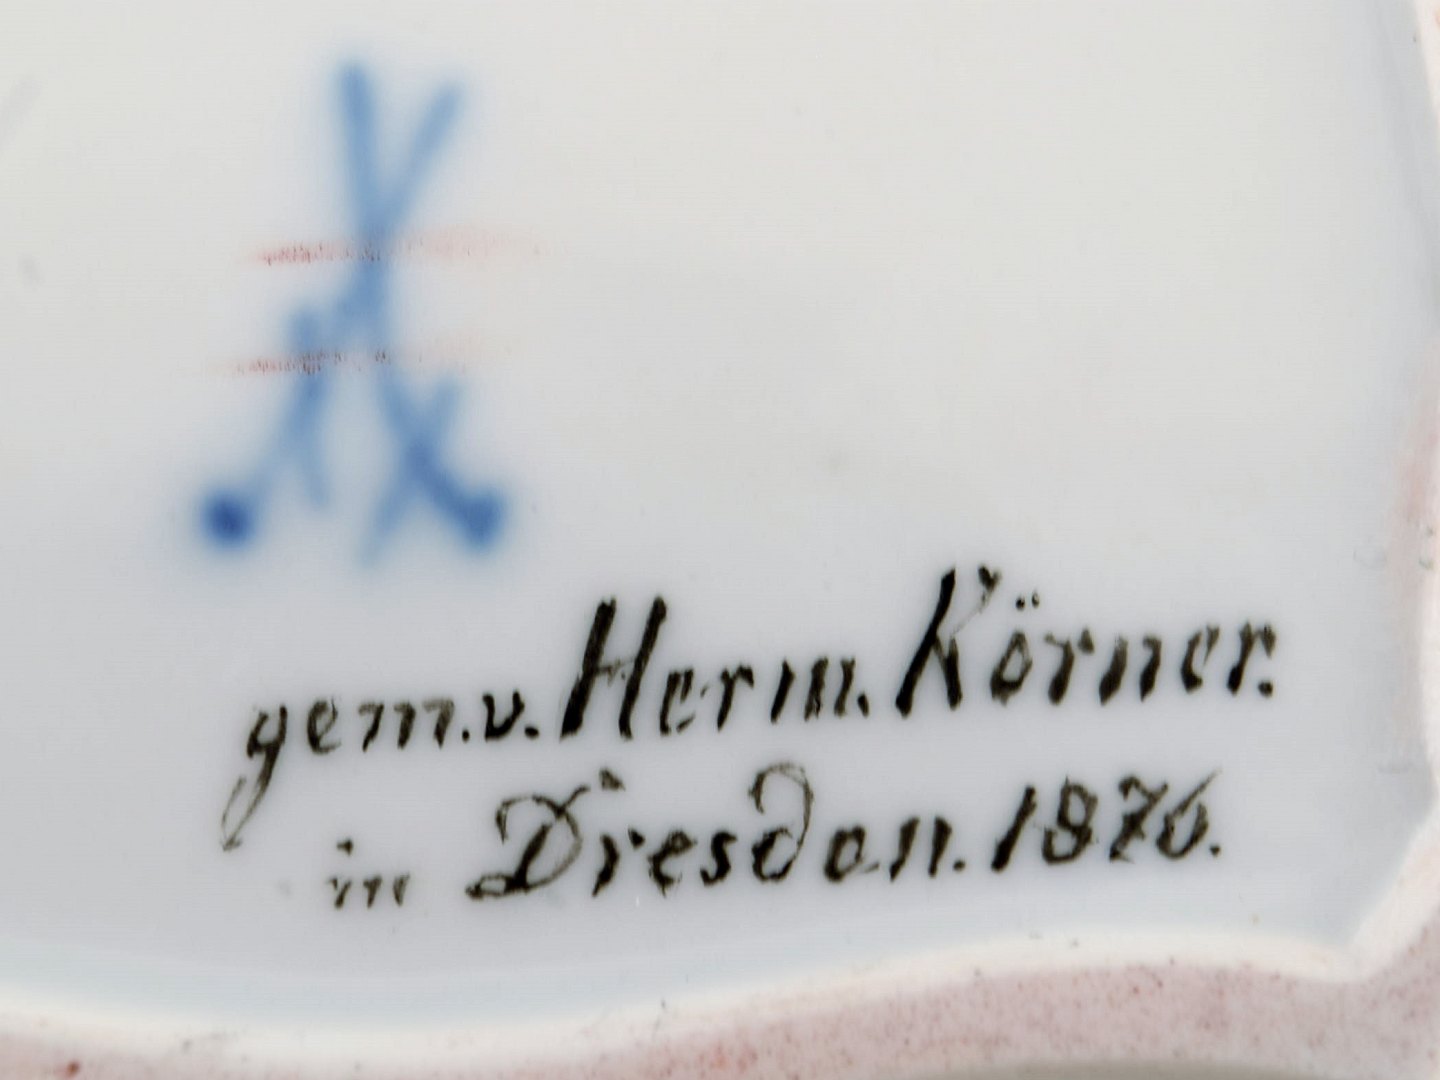 gem. v. Herm. Körner.
in Dresden. 1876.